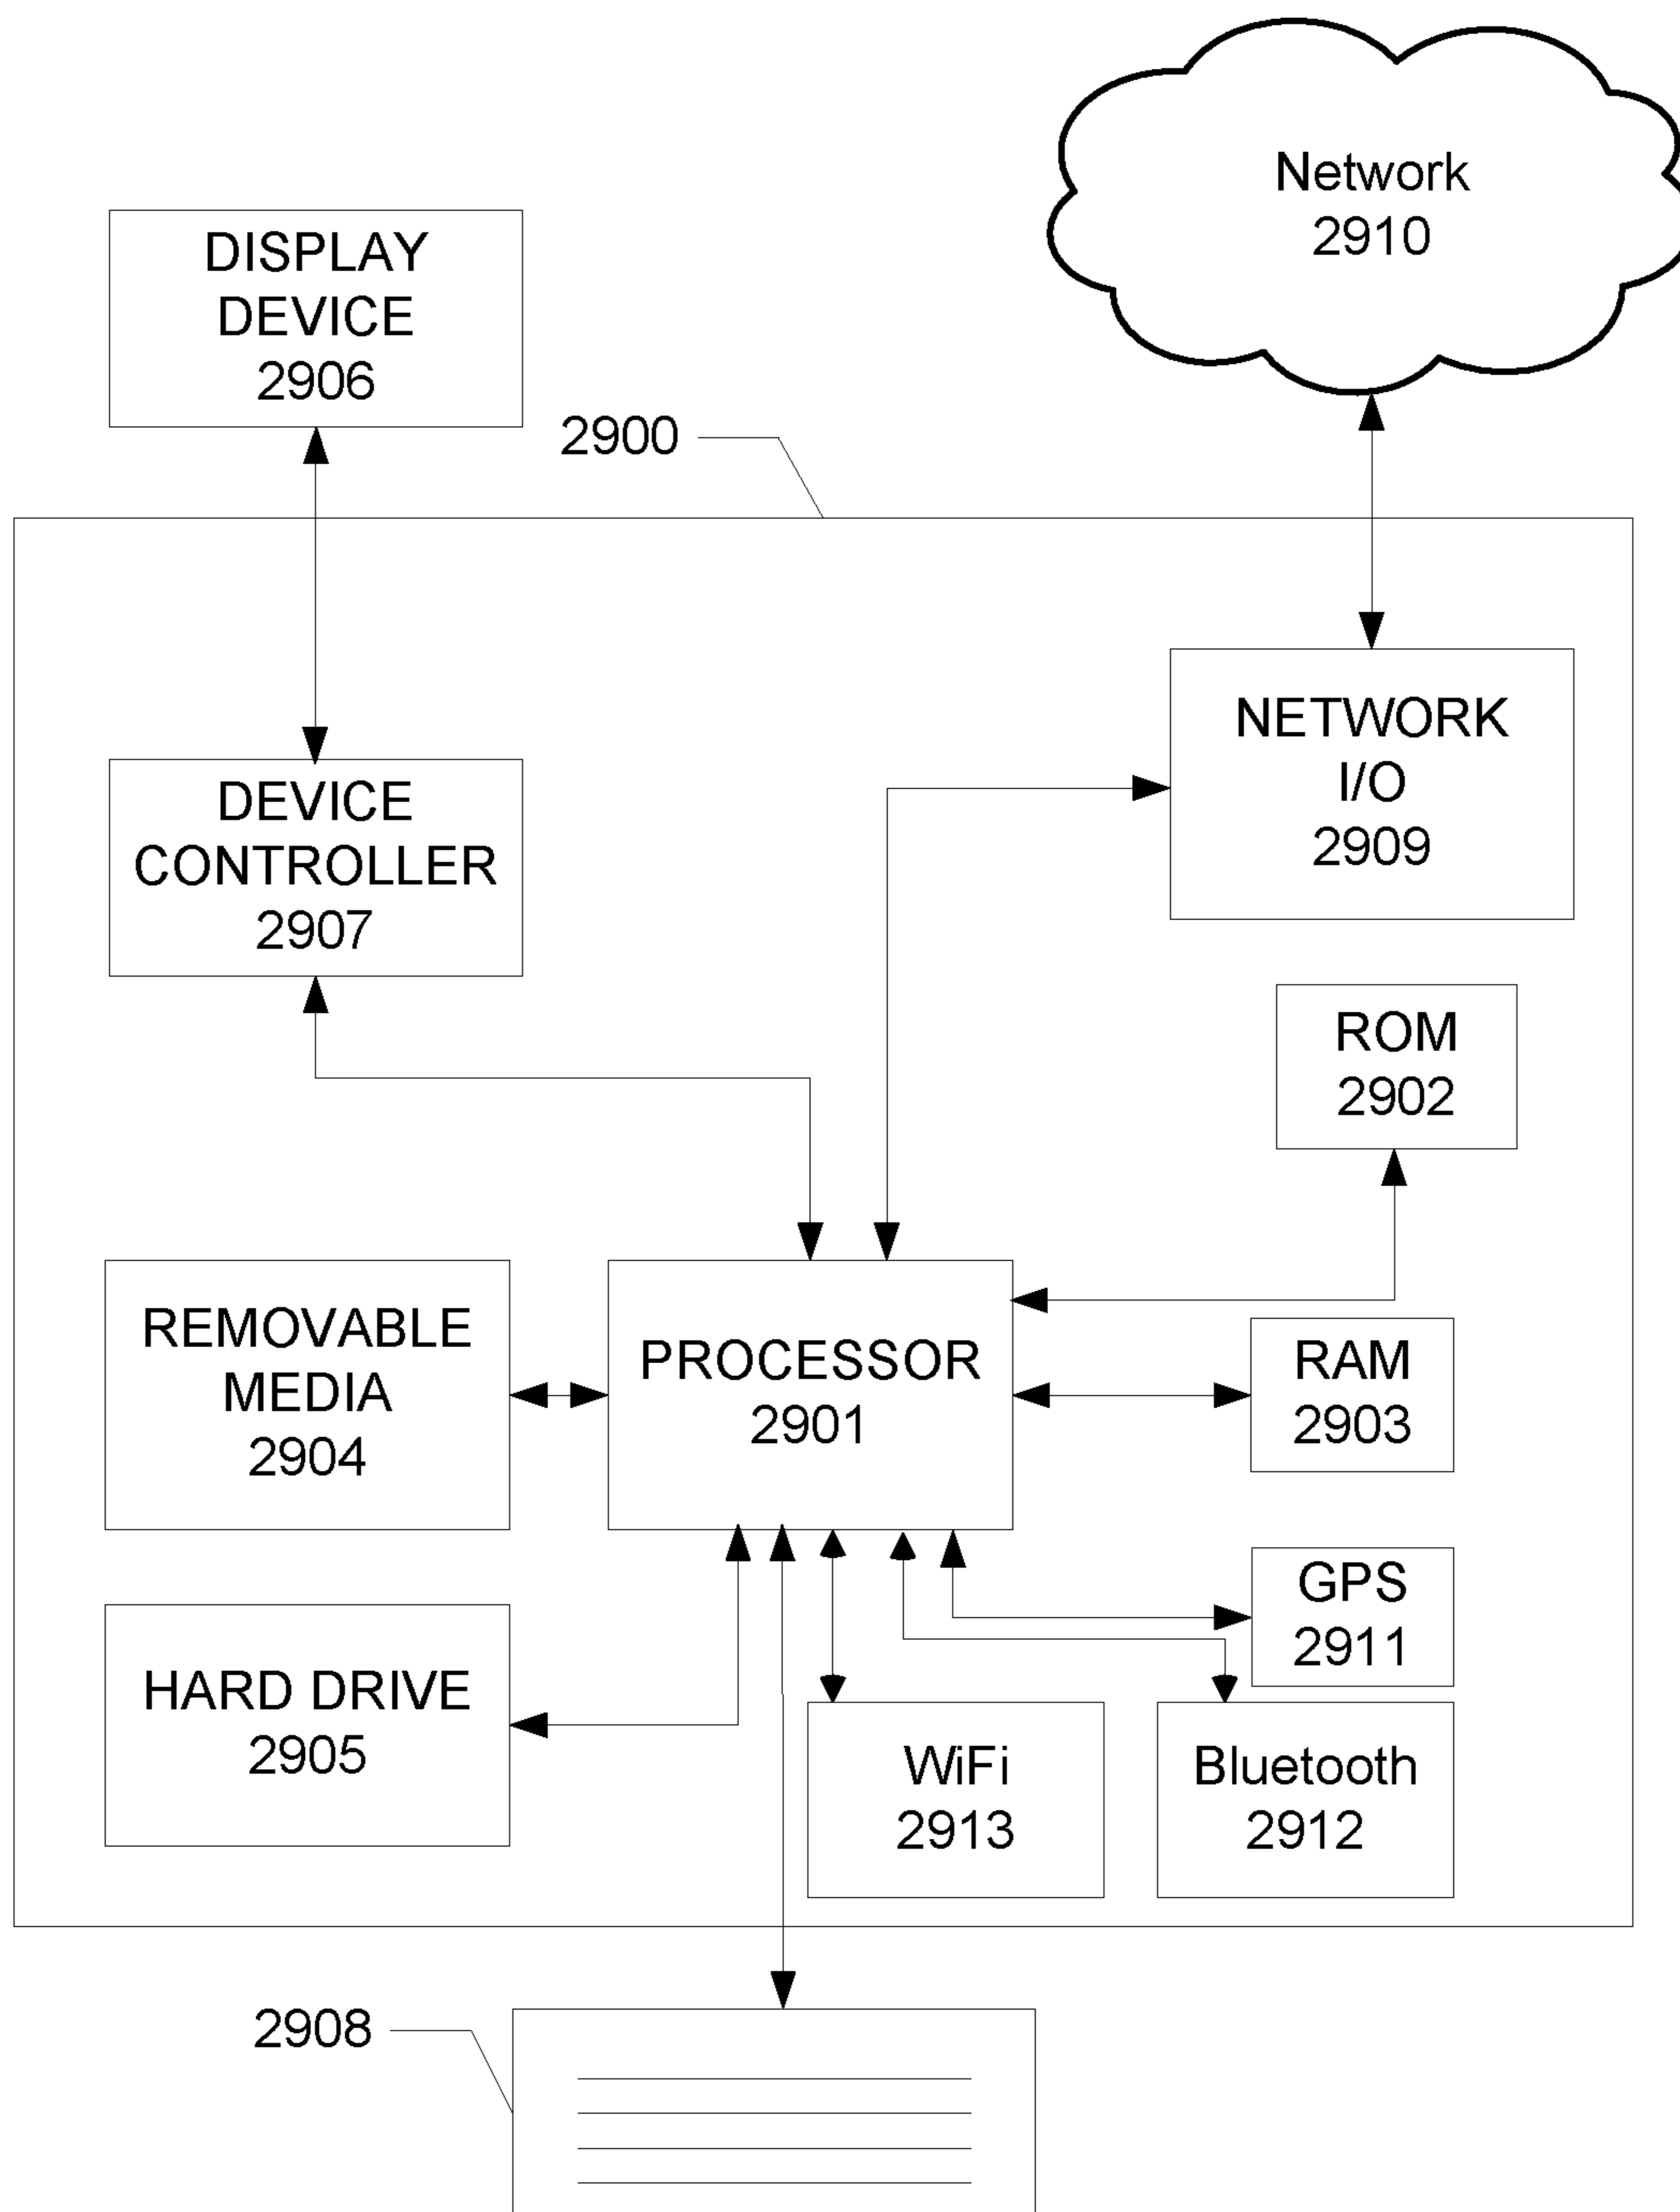 Network
2910
DISPLAY
DEVICE
2906
2900
NETWORK
I/O
2909
DEVICE
CONTROLLER
2907
ROM
2902
REMOVABLE
MEDIA
2904
PROCESSOR
2901
RAM
2903
GPS
2911
HARD DRIVE
2905
WiFi
2913
Bluetooth
2912
2908